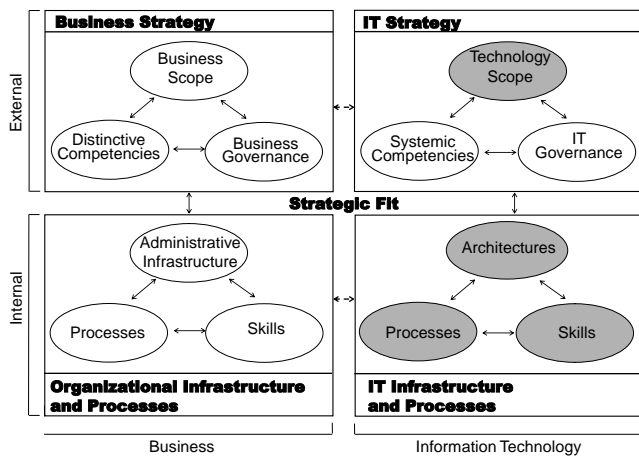 Business Strategy
IT Strategy
External
Business
Scope
Distinctive
Competencies
Business
Governance
Technology
Scope
Systemic
Competencies
IT
Governance
Strategic Fit
Internal
Administrative
Infrastructure
Processes
Skills
Architectures
Processes
Skills
Organizational Infrastructure
and Processes
IT Infrastructure
and Processes
Business
Information Technology